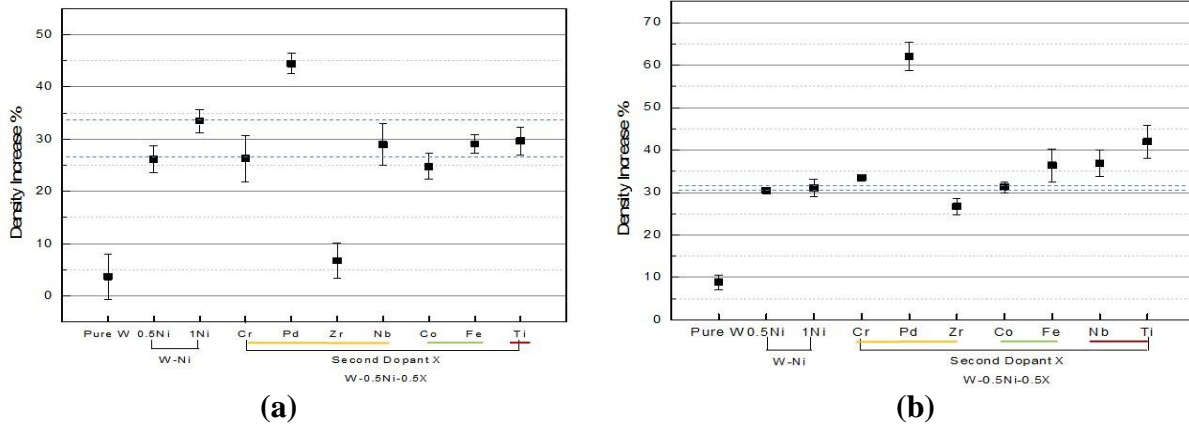 50
40
30
20
10
0
Density Increase %
Pure W 0.5Ni 1Ni Cr Pd Zr Nb Co Fe Ti
W-Ni
Second Dopant X
W-0.5Ni-0.5X
(a)
70
60
50
40
30
20
10
0
Density Increase %
Pure W 0.5Ni 1Ni Cr Pd Zr Co Fe Nb Ti
W-Ni
Second Dopant X
W-0.5Ni-0.5X
(b)